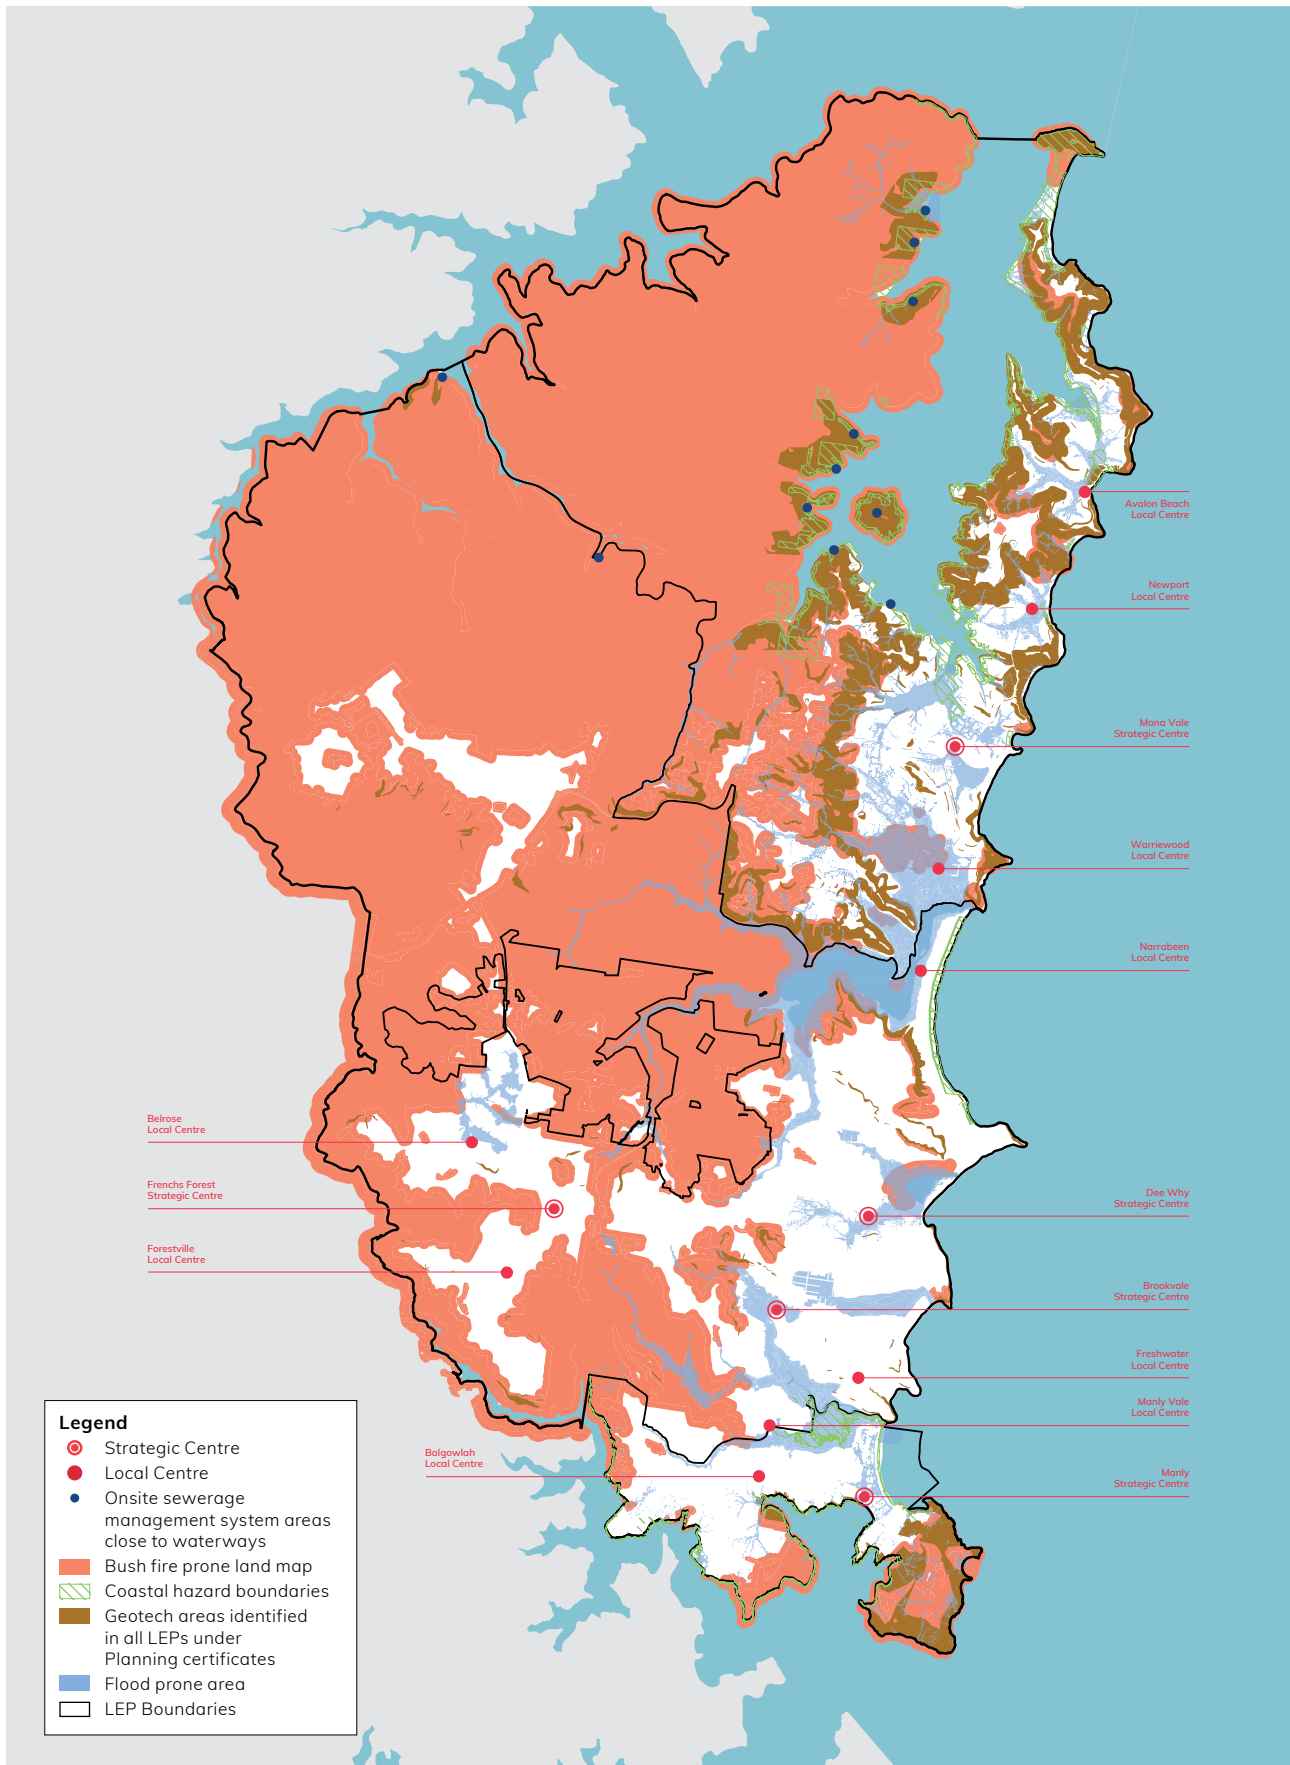 Avalon Beach
Local Centre
Newport
Local Centre
Mona Vale
Strategic Centre
Warriewood
Local Centre
Narrabeen
Local Centre
Belrose
Local Centre
Frenchs Forest
Strategic Centre
Dee Why
Strategic Centre
Forestville
Local Centre
Brookvale
Strategic Centre
Freshwater
Local Centre
Manly Vale
Local Centre
Balgowlah
Local Centre
Manly
Strategic Centre
Legend
Strategic Centre
Local Centre
Onsite sewerage
management system areas
close to waterways
Bush fire prone land map
Coastal hazard boundaries
Geotech areas identified
in all LEPs under
Planning certificates
Flood prone area
LEP Boundaries